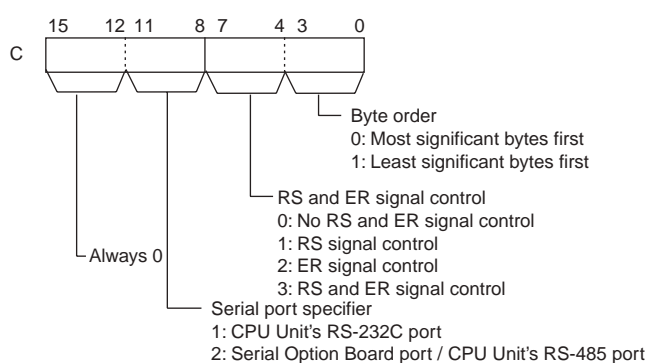 15 12 11 8 7 4 3 0
C
Byte order
0: Most significant bytes first
1: Least significant bytes first
RS and ER signal control
0: No RS and ER signal control
1: RS signal control
2: ER signal control
3: RS and ER signal control
Always 0
Serial port specifier
1: CPU Unit's RS-232C port
2: Serial Option Board port / CPU Unit's RS-485 port